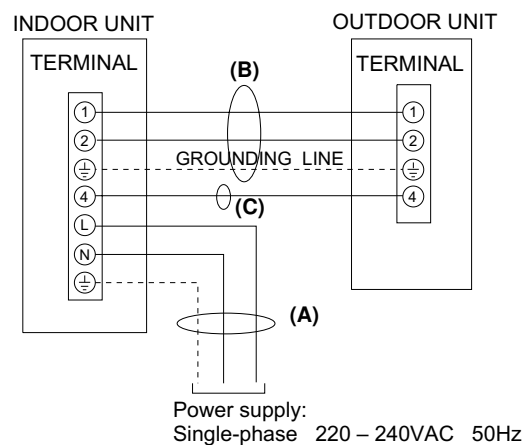 INDOOR UNIT
OUTDOOR UNIT
TERMINAL
TERMINAL
(B)
1
1
2
2
GROUNDING LINE
4
4
(C)
L
N
(A)
Power supply:
Single-phase 220 – 240VAC 50Hz